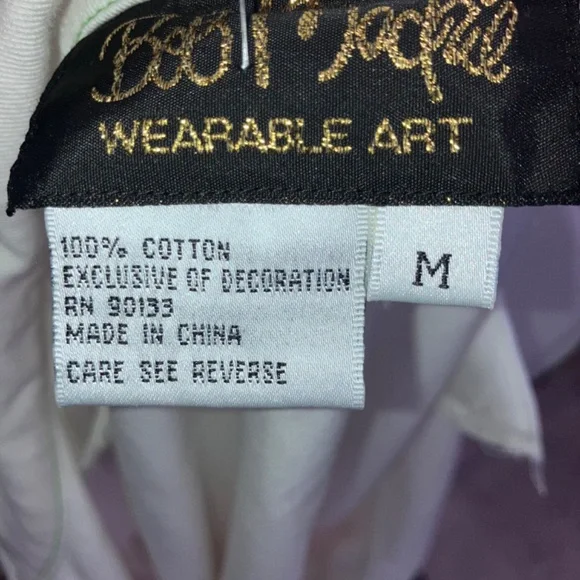 Bob Mackie
WEARABLE ART
100% COTTON
EXCLUSIVE OF DECORATION
RN 90133
MADE IN CHINA
CARE SEE REVERSE
M